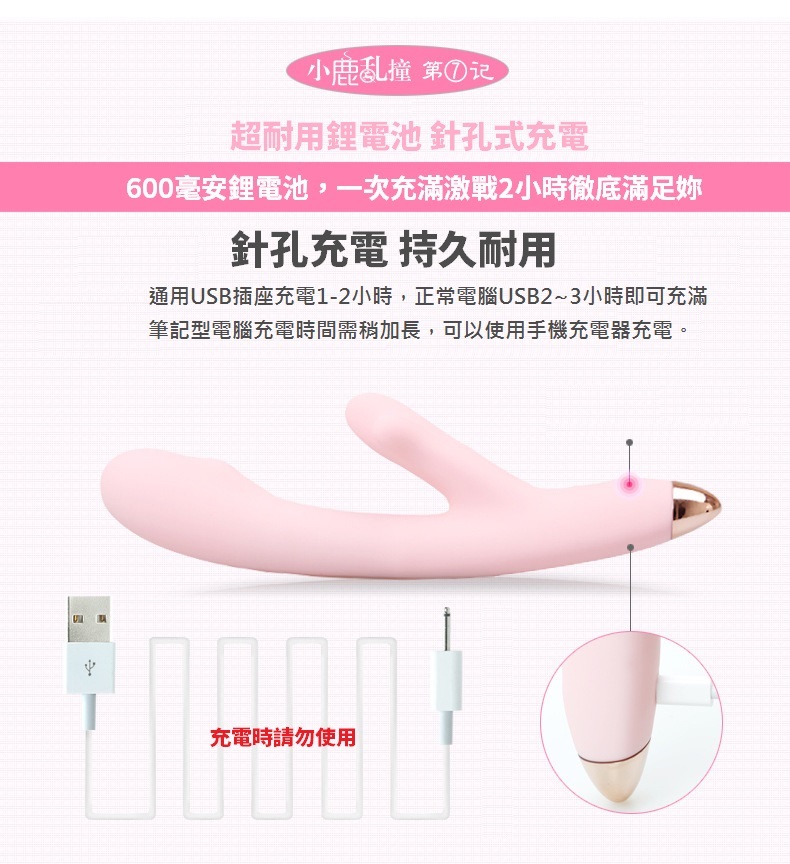 小鹿乱撞 第⑦记
超耐用鋰電池 針孔式充電
600毫安鋰電池，一次充滿激戰2小時徹底滿足妳
針孔充電 持久耐用
通用USB插座充電1-2小時，正常電腦USB2~3小時即可充滿
筆記型電腦充電時間需稍加長，可以使用手機充電器充電。
充電時請勿使用